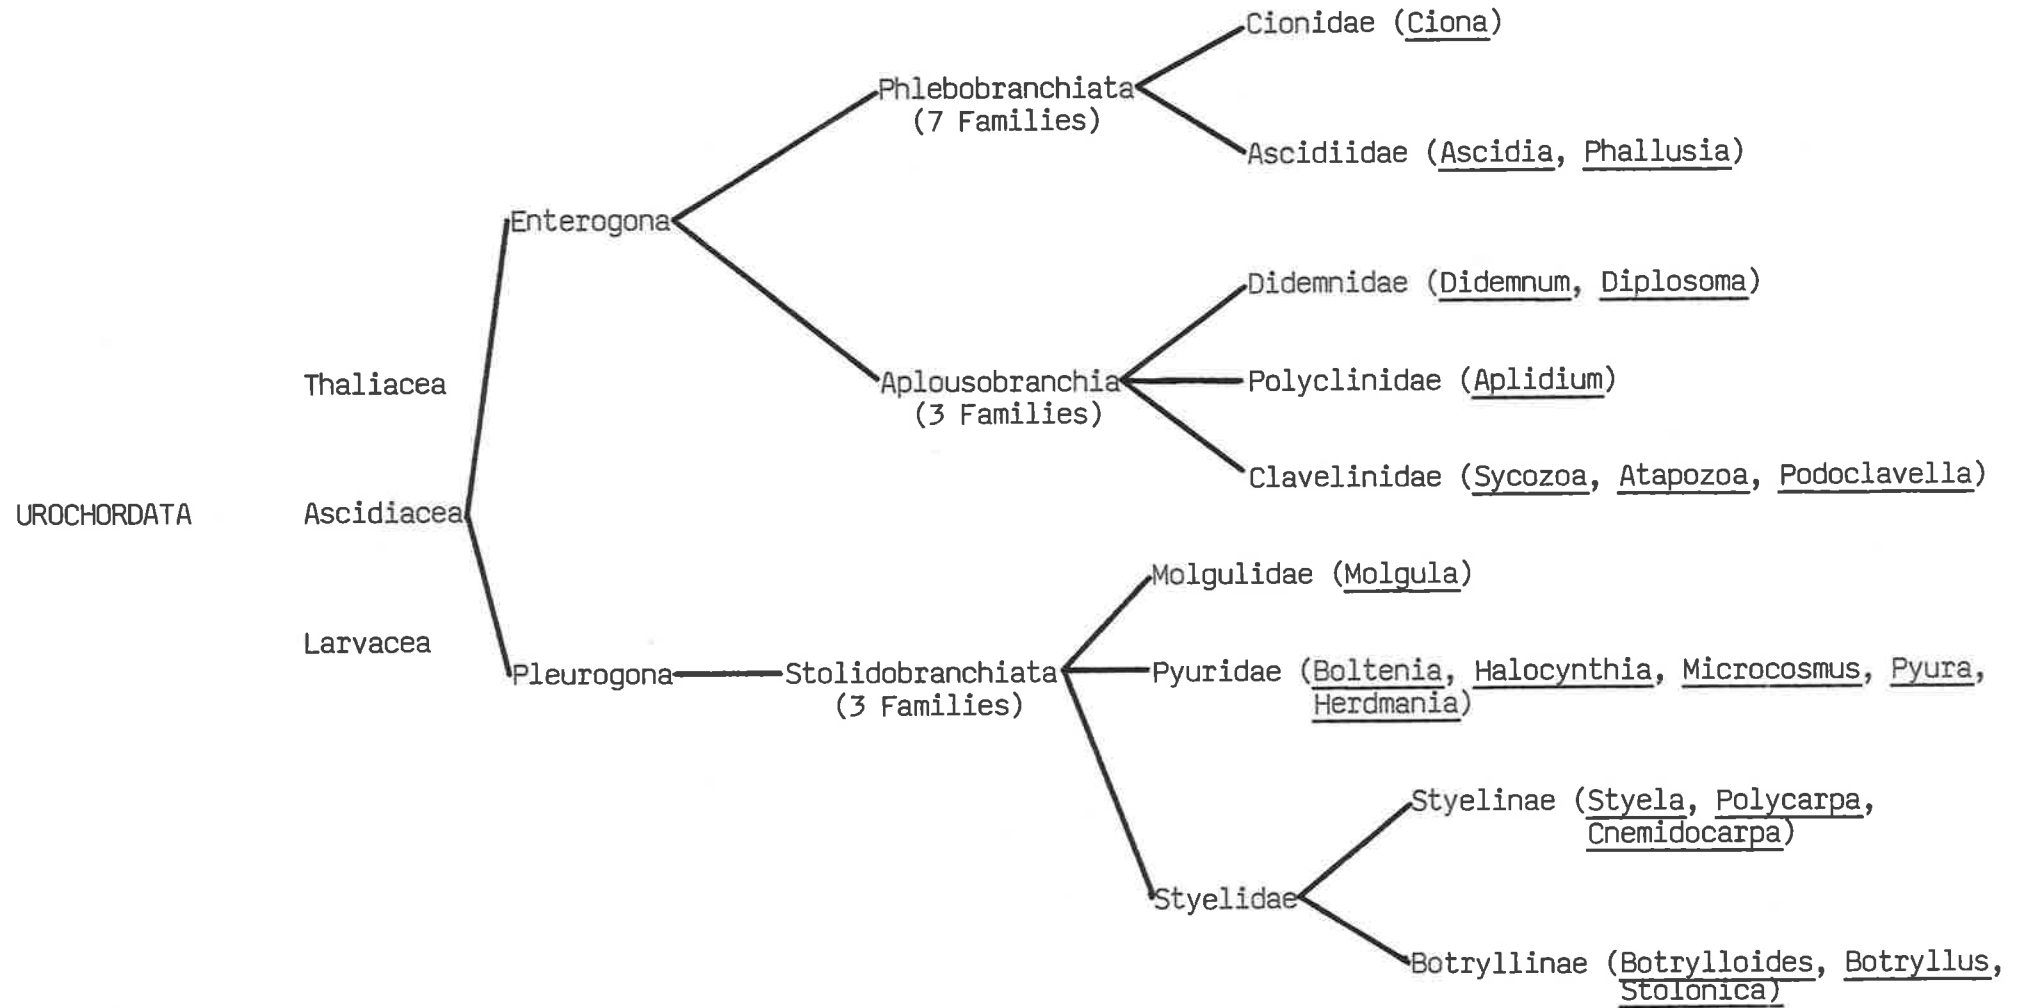 Cionidae (Ciona)
Phlebobranchiata
(7 Families)
Ascidiidae (Ascidia, Phallusia)
Enterogona
Didemnidae (Didemnum, Diplosoma)
Thaliacea
Aplousobranchia
(3 Families)
Polyclinidae (Aplidium)
Clavelinidae (Sycozoa, Atapozoa, Podoclavella)
UROCHORDATA
Ascidiacea
Molgulidae (Molgula)
Larvacea
Pleurogona
Stolidobranchiata
(3 Families)
Pyuridae (Boltenia, Halocynthia, Microcosmus, Pyura,
Herdmania)
Styelinae (Styela, Polycarpa,
Cnemidocarpa)
Styelidae
Botryllinae (Botrylloides, Botryllus,
Stolonica)